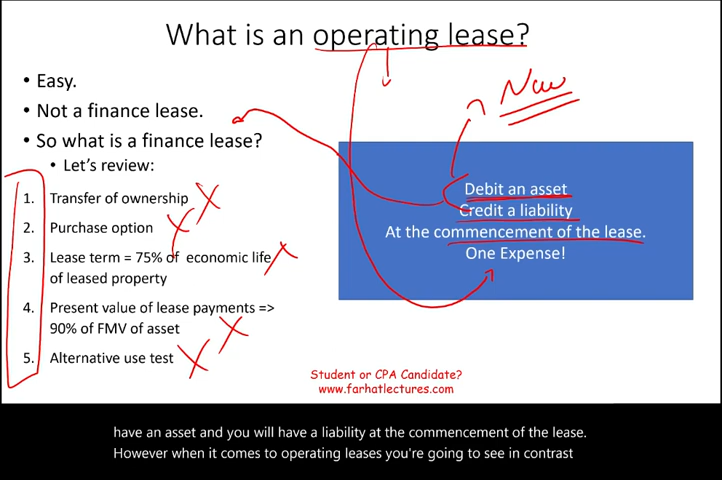 What is an operating lease?
• Easy.
• Not a finance lease.
• So what is a finance lease?
• Let's review:
1. Transfer of ownership
2. Purchase option
3. Lease term = 75% of economic life
of leased property
4. Present value of lease payments =>
90% of FMV of asset
5. Alternative use test
New
Debit an asset
Credit a liability
At the commencement of the lease.
One Expense!
Student or CPA Candidate?
www.farhatlectures.com
have an asset and you will have a liability at the commencement of the lease.
However when it comes to operating leases you're going to see in contrast